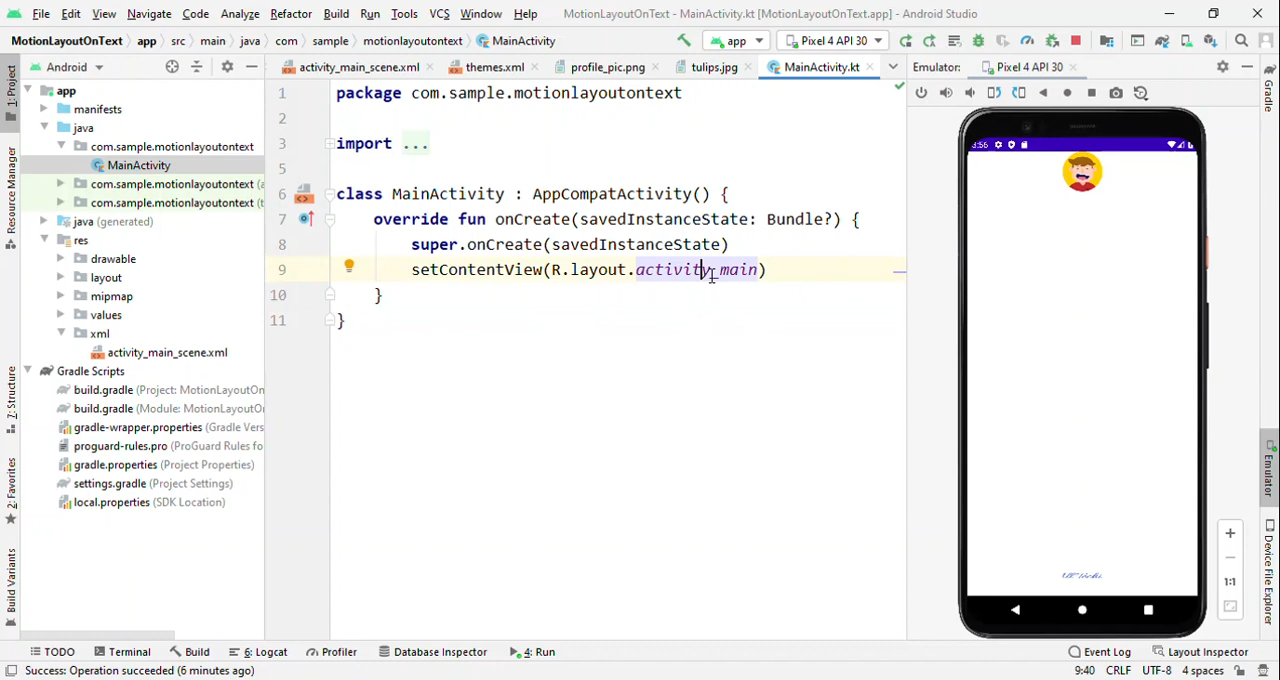 File Edit View Navigate Code Analyze Refactor Build Run Tools VCS Window Help MotionLayoutOnText - MainActivity.kt [MotionLayoutOnText.app] - Android Studio
MotionLayoutOnText app src main java com sample motionlayoutontext MainActivity app Pixel 4 API 30
Android activity_main_scene.xml themes.xml profile_pic.png tulips.jpg MainActivity.kt Emulator: Pixel 4 API 30
1: Project
Resource Manager
7: Structure
2: Favorites
Build Variants
app
manifests
java
com.sample.motionlayoutontext
MainActivity
com.sample.motionlayoutontext (a
com.sample.motionlayoutontext (t
java (generated)
res
drawable
layout
mipmap
values
xml
activity_main_scene.xml
Gradle Scripts
build.gradle (Project: MotionLayoutOn
build.gradle (Module: MotionLayoutO
gradle-wrapper.properties (Gradle Vers
proguard-rules.pro (ProGuard Rules for
gradle.properties (Project Properties)
settings.gradle (Project Settings)
local.properties (SDK Location)
1 package com.sample.motionlayoutontext
2
3 import ...
5
6 class MainActivity : AppCompatActivity() {
7 override fun onCreate(savedInstanceState: Bundle?) {
8 super.onCreate(savedInstanceState)
9 setContentView(R.layout.activity_main)
10 }
11 }
3:56
1:1
Gradle
Emulator
Device File Explorer
TODO Terminal Build 6: Logcat Profiler Database Inspector 4: Run Event Log Layout Inspector
Success: Operation succeeded (6 minutes ago) 9:40 CRLF UTF-8 4 spaces